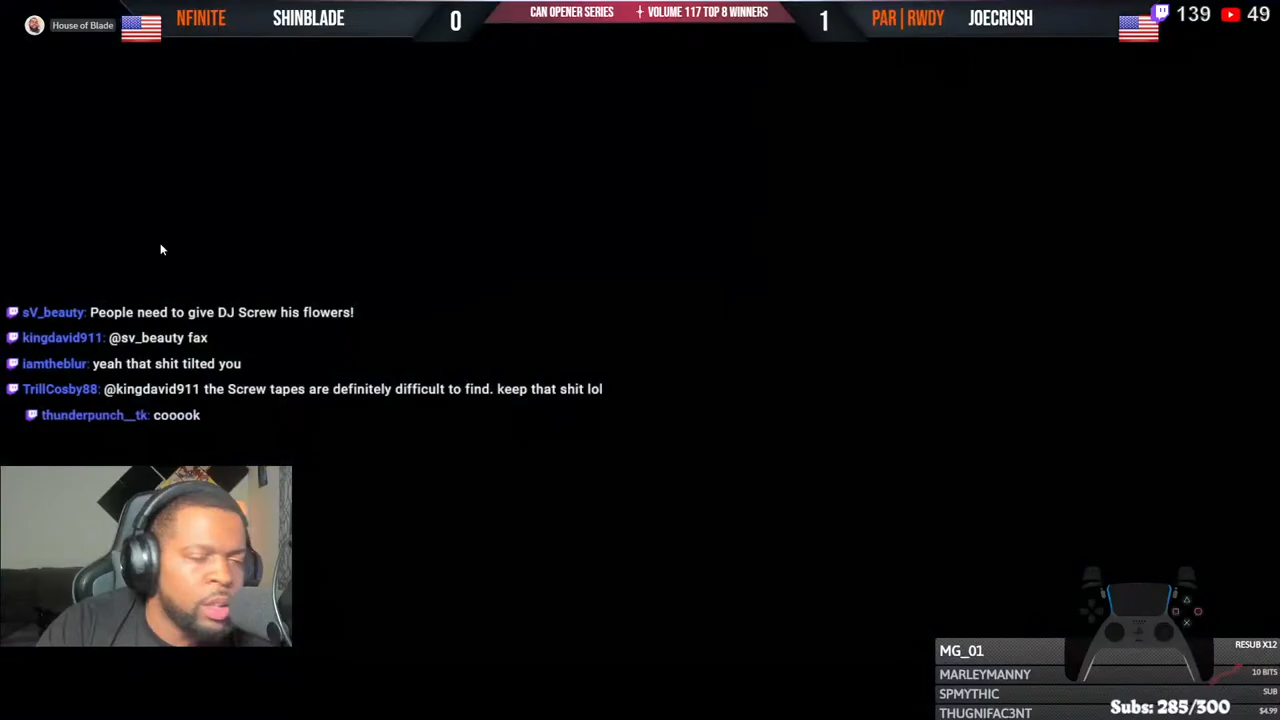 House of Blade
NFINITE SHINBLADE 0
CAN OPENER SERIES VOLUME 117 TOP 8 WINNERS
1 PAR | RWDY JOECRUSH
139 49
sV_beauty: People need to give DJ Screw his flowers!
kingdavid911: @sv_beauty fax
iamtheblur: yeah that shit tilted you
TrillCosby88: @kingdavid911 the Screw tapes are definitely difficult to find. keep that shit lol
thunderpunch__tk: cooook
MG_01 RESUB X12
MARLEYMANNY 10 BITS
SPMYTHIC SUB
THUGNIFAC3NT $4.99
Subs: 285/300